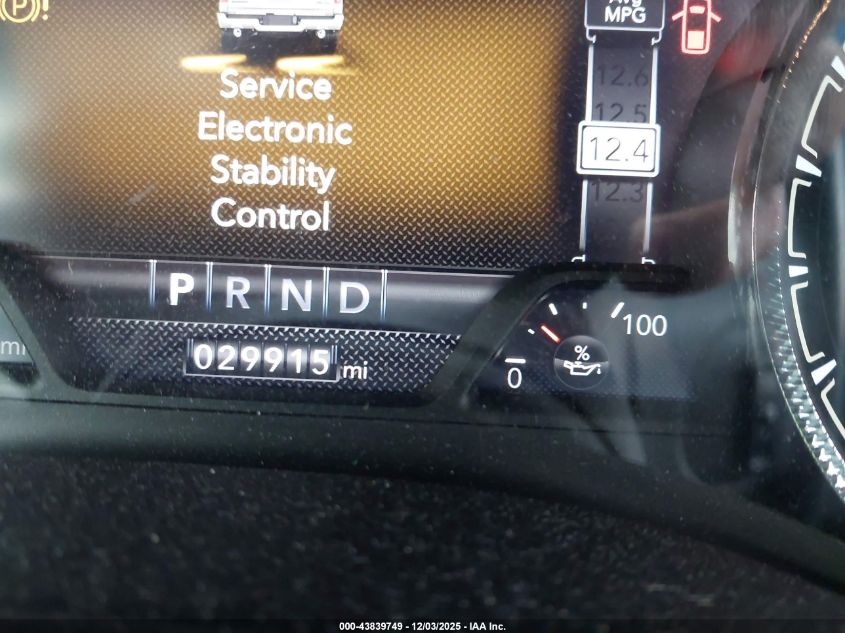 (P)!
Avg
MPG
12.6
12.5
12.4
12.3
Service
Electronic
Stability
Control
P R N D
029915 mi
mi
0
100
%
000-43839749 - 12/03/2025 - IAA Inc.